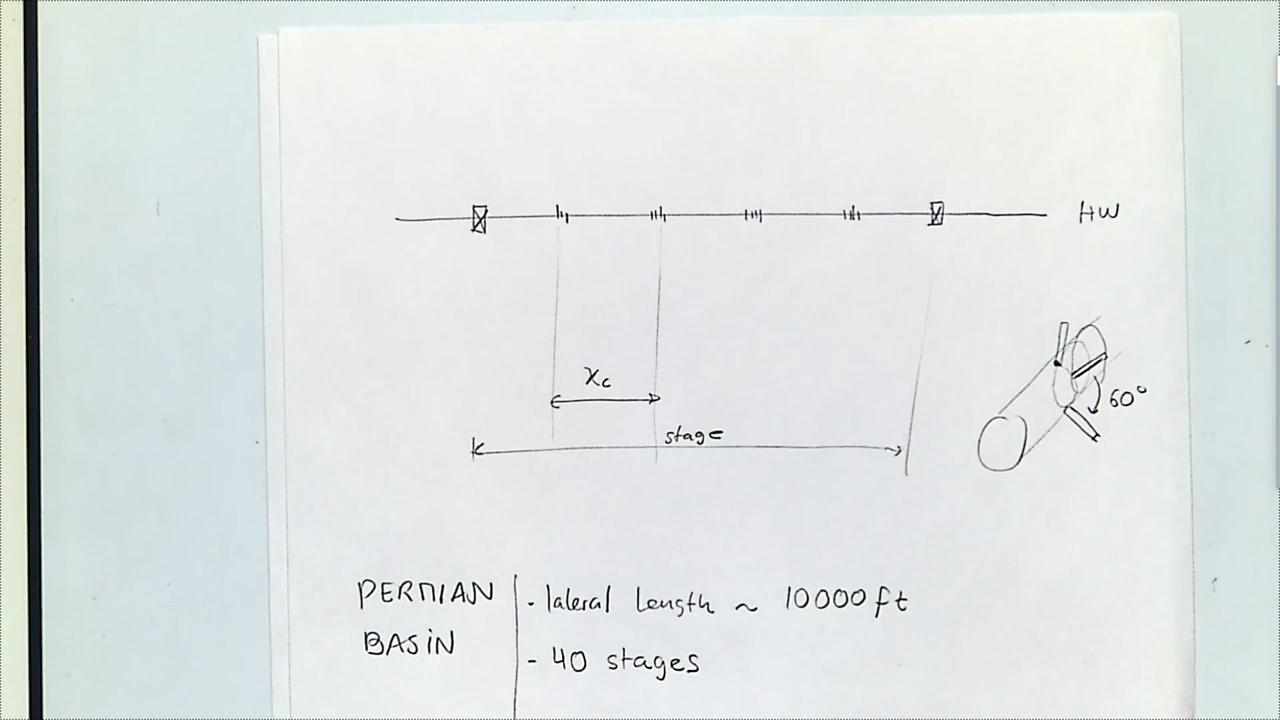 HW
60°
xc
stage
PERMIAN
BASiN
- lateral length ~ 10000 ft
- 40 stages